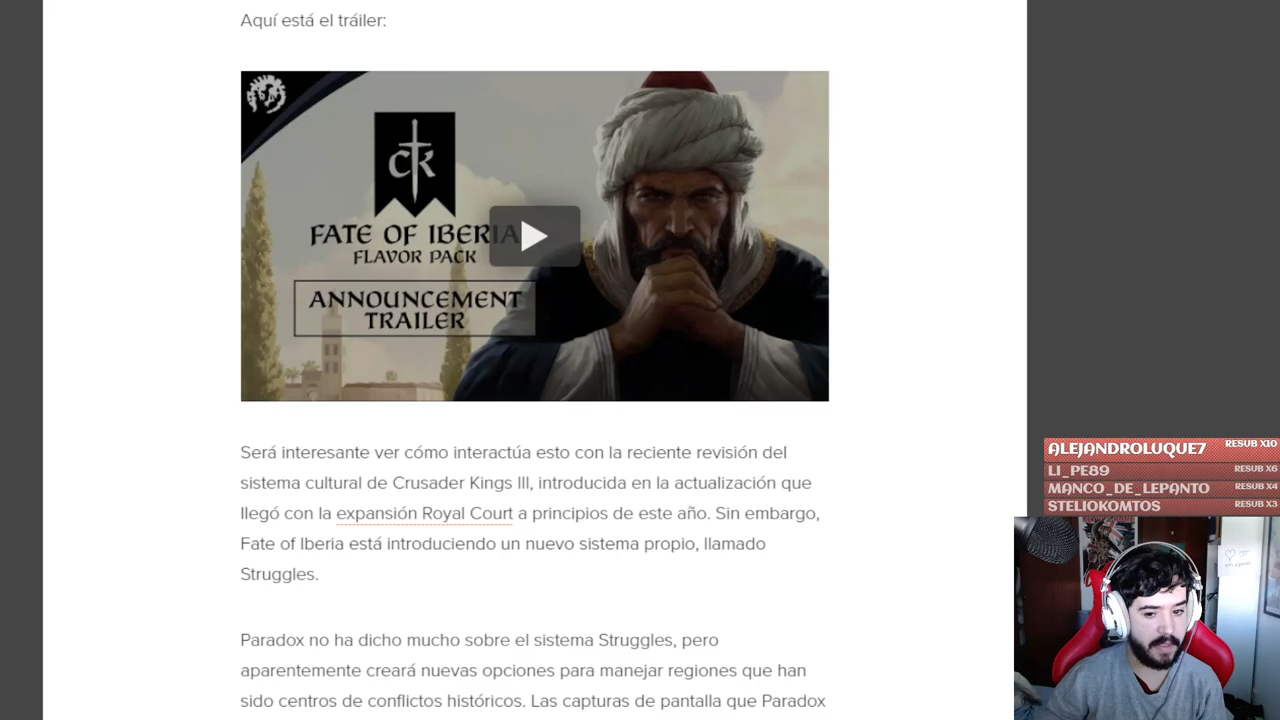 Aquí está el tráiler:
CK
FATE OF IBERIA
FLAVOR PACK
ANNOUNCEMENT
TRAILER
Será interesante ver cómo interactúa esto con la reciente revisión del
sistema cultural de Crusader Kings III, introducida en la actualización que
llegó con la expansión Royal Court a principios de este año. Sin embargo,
Fate of Iberia está introduciendo un nuevo sistema propio, llamado
Struggles.
Paradox no ha dicho mucho sobre el sistema Struggles, pero
aparentemente creará nuevas opciones para manejar regiones que han
sido centros de conflictos históricos. Las capturas de pantalla que Paradox
ALEJANDROLUQUE7 RESUB X10
LI_PE89 RESUB X6
MANCO_DE_LEPANTO RESUB X4
STELIOKOMTOS RESUB X3